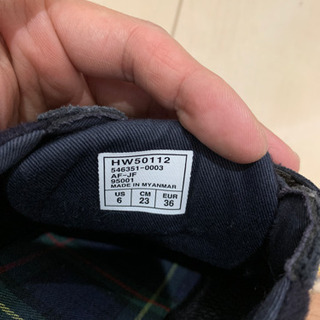 HW50112
546351-0003
AF-JF
95001
MADE IN MYANMAR
US CM EUR
6 23 36